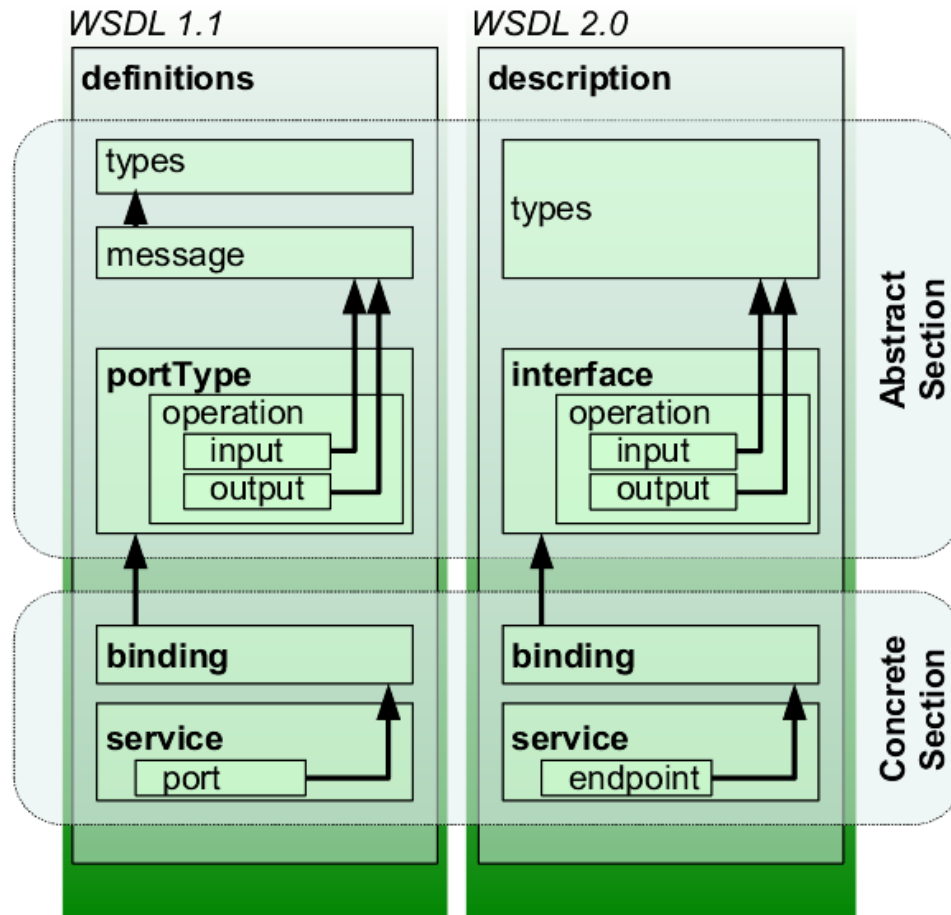 WSDL 1.1
definitions
types
message
portType
operation
input
output
binding
service
port
WSDL 2.0
description
types
interface
operation
input
output
binding
service
endpoint
Abstract
Section
Concrete
Section